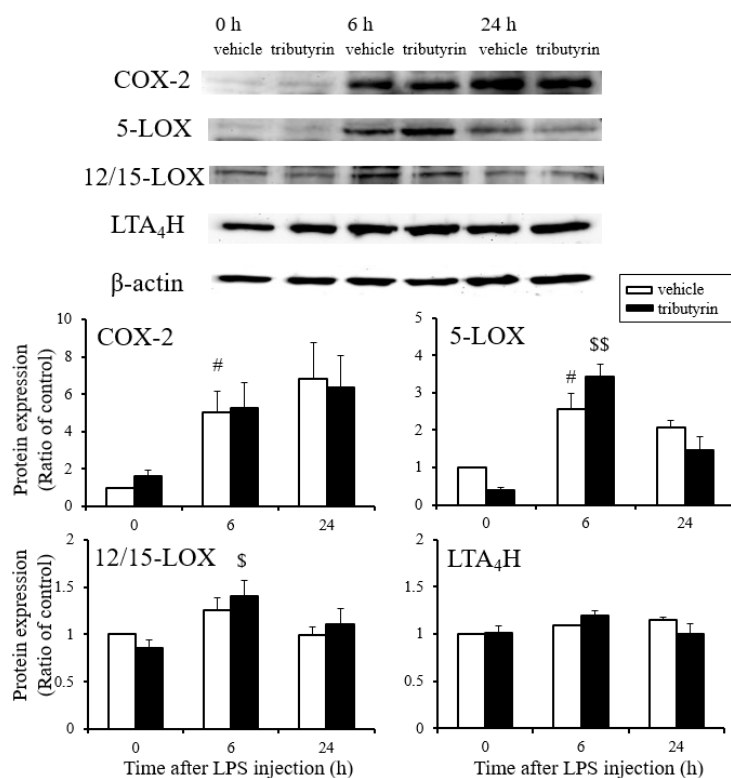 0 h 6 h 24 h
vehicle tributyrin vehicle tributyrin vehicle tributyrin
COX-2
5-LOX
12/15-LOX
LTA₄H
β-actin
vehicle
tributyrin
COX-2
Protein expression
(Ratio of control)
10
8
6
4
2
0
#
0 6 24
5-LOX
5
4
3
2
1
0
#
$$
0 6 24
12/15-LOX
Protein expression
(Ratio of control)
2
1.5
1
0.5
0
$
0 6 24
Time after LPS injection (h)
LTA₄H
2
1.5
1
0.5
0
0 6 24
Time after LPS injection (h)